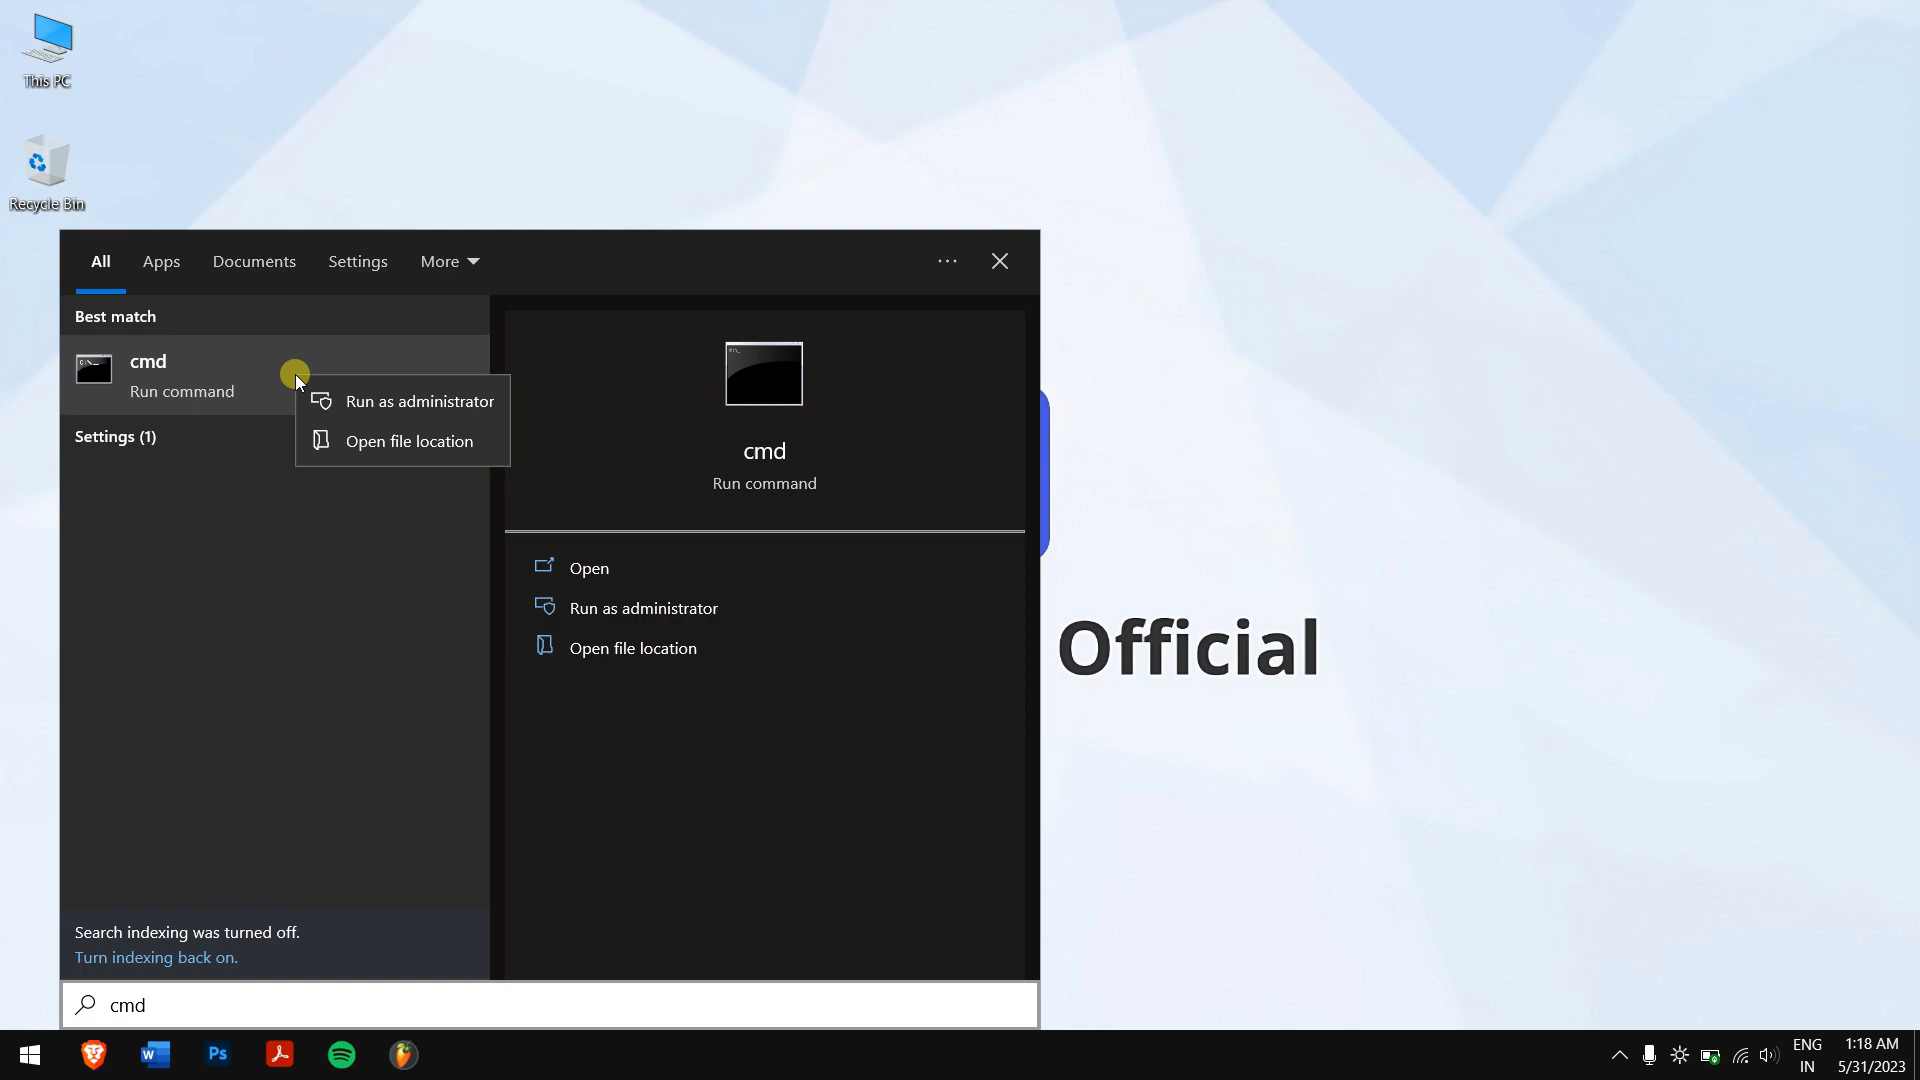 This PC
Recycle Bin
All Apps Documents Settings More
Best match
cmd
Run command
Run as administrator
Open file location
Settings (1)
cmd
Run command
Open
Run as administrator
Open file location
Official
Search indexing was turned off.
Turn indexing back on.
cmd
ENG
IN
1:18 AM
5/31/2023